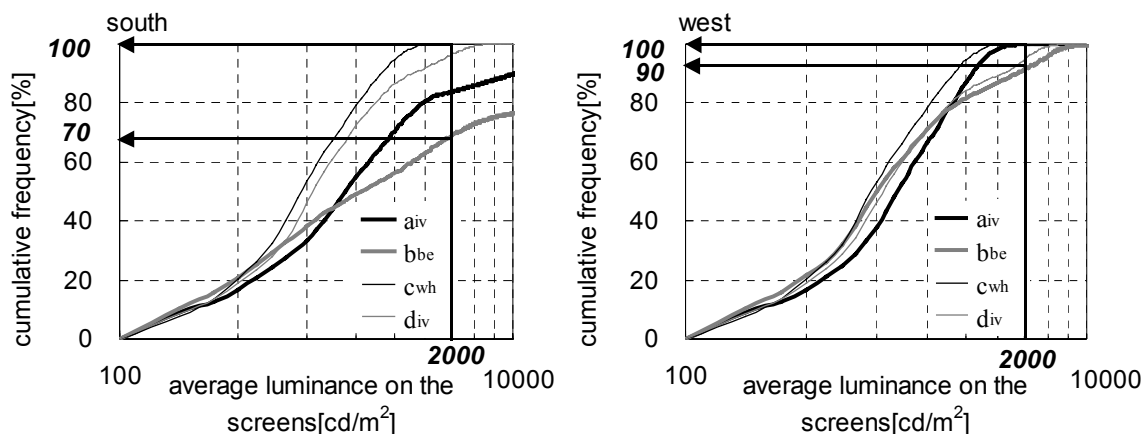 south
cumulative frequency[%]
100
80
70
60
40
20
0
aiv
bbe
cwh
div
2000
100
10000
average luminance on the
screens[cd/m2]
west
cumulative frequency[%]
100
90
80
60
40
20
0
aiv
bbe
cwh
div
2000
100
10000
average luminance on the
screens[cd/m2]